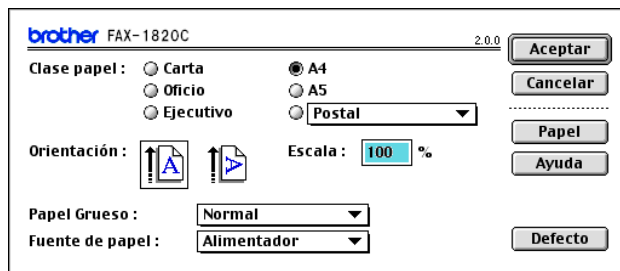 brother FAX-1820C
2.0.0
Aceptar
Clase papel : Carta A4
Cancelar
Oficio A5
Ejecutivo Postal
Papel
Orientación : A A Escala : 100 %
Ayuda
Papel Grueso : Normal
Fuente de papel : Alimentador
Defecto